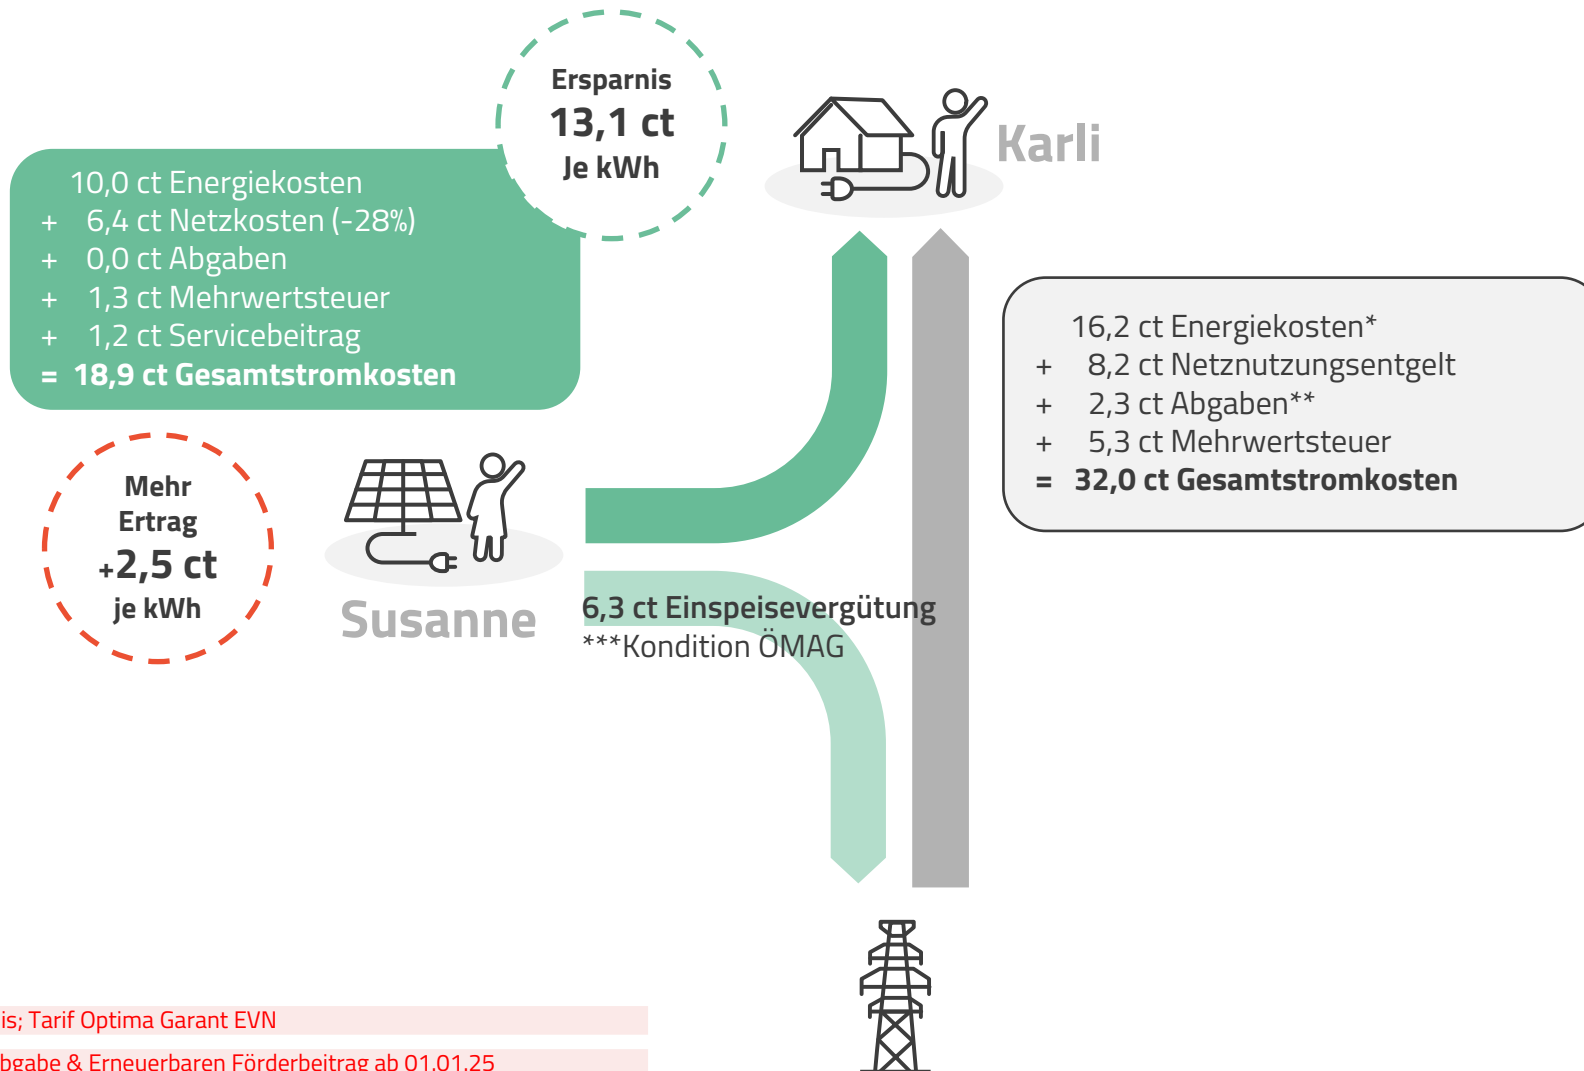 Ersparnis
13,1 ct
Je kWh
Karli
10,0 ct Energiekosten
+ 6,4 ct Netzkosten (-28%)
+ 0,0 ct Abgaben
+ 1,3 ct Mehrwertsteuer
+ 1,2 ct Servicebeitrag
= 18,9 ct Gesamtstromkosten
16,2 ct Energiekosten*
+ 8,2 ct Netznutzungsentgelt
+ 2,3 ct Abgaben**
+ 5,3 ct Mehrwertsteuer
= 32,0 ct Gesamtstromkosten
Mehr
Ertrag
+2,5 ct
je kWh
Susanne
6,3 ct Einspeisevergütung
***Kondition ÖMAG
is; Tarif Optima Garant EVN
bgabe & Erneuerbaren Förderbeitrag ab 01.01.25